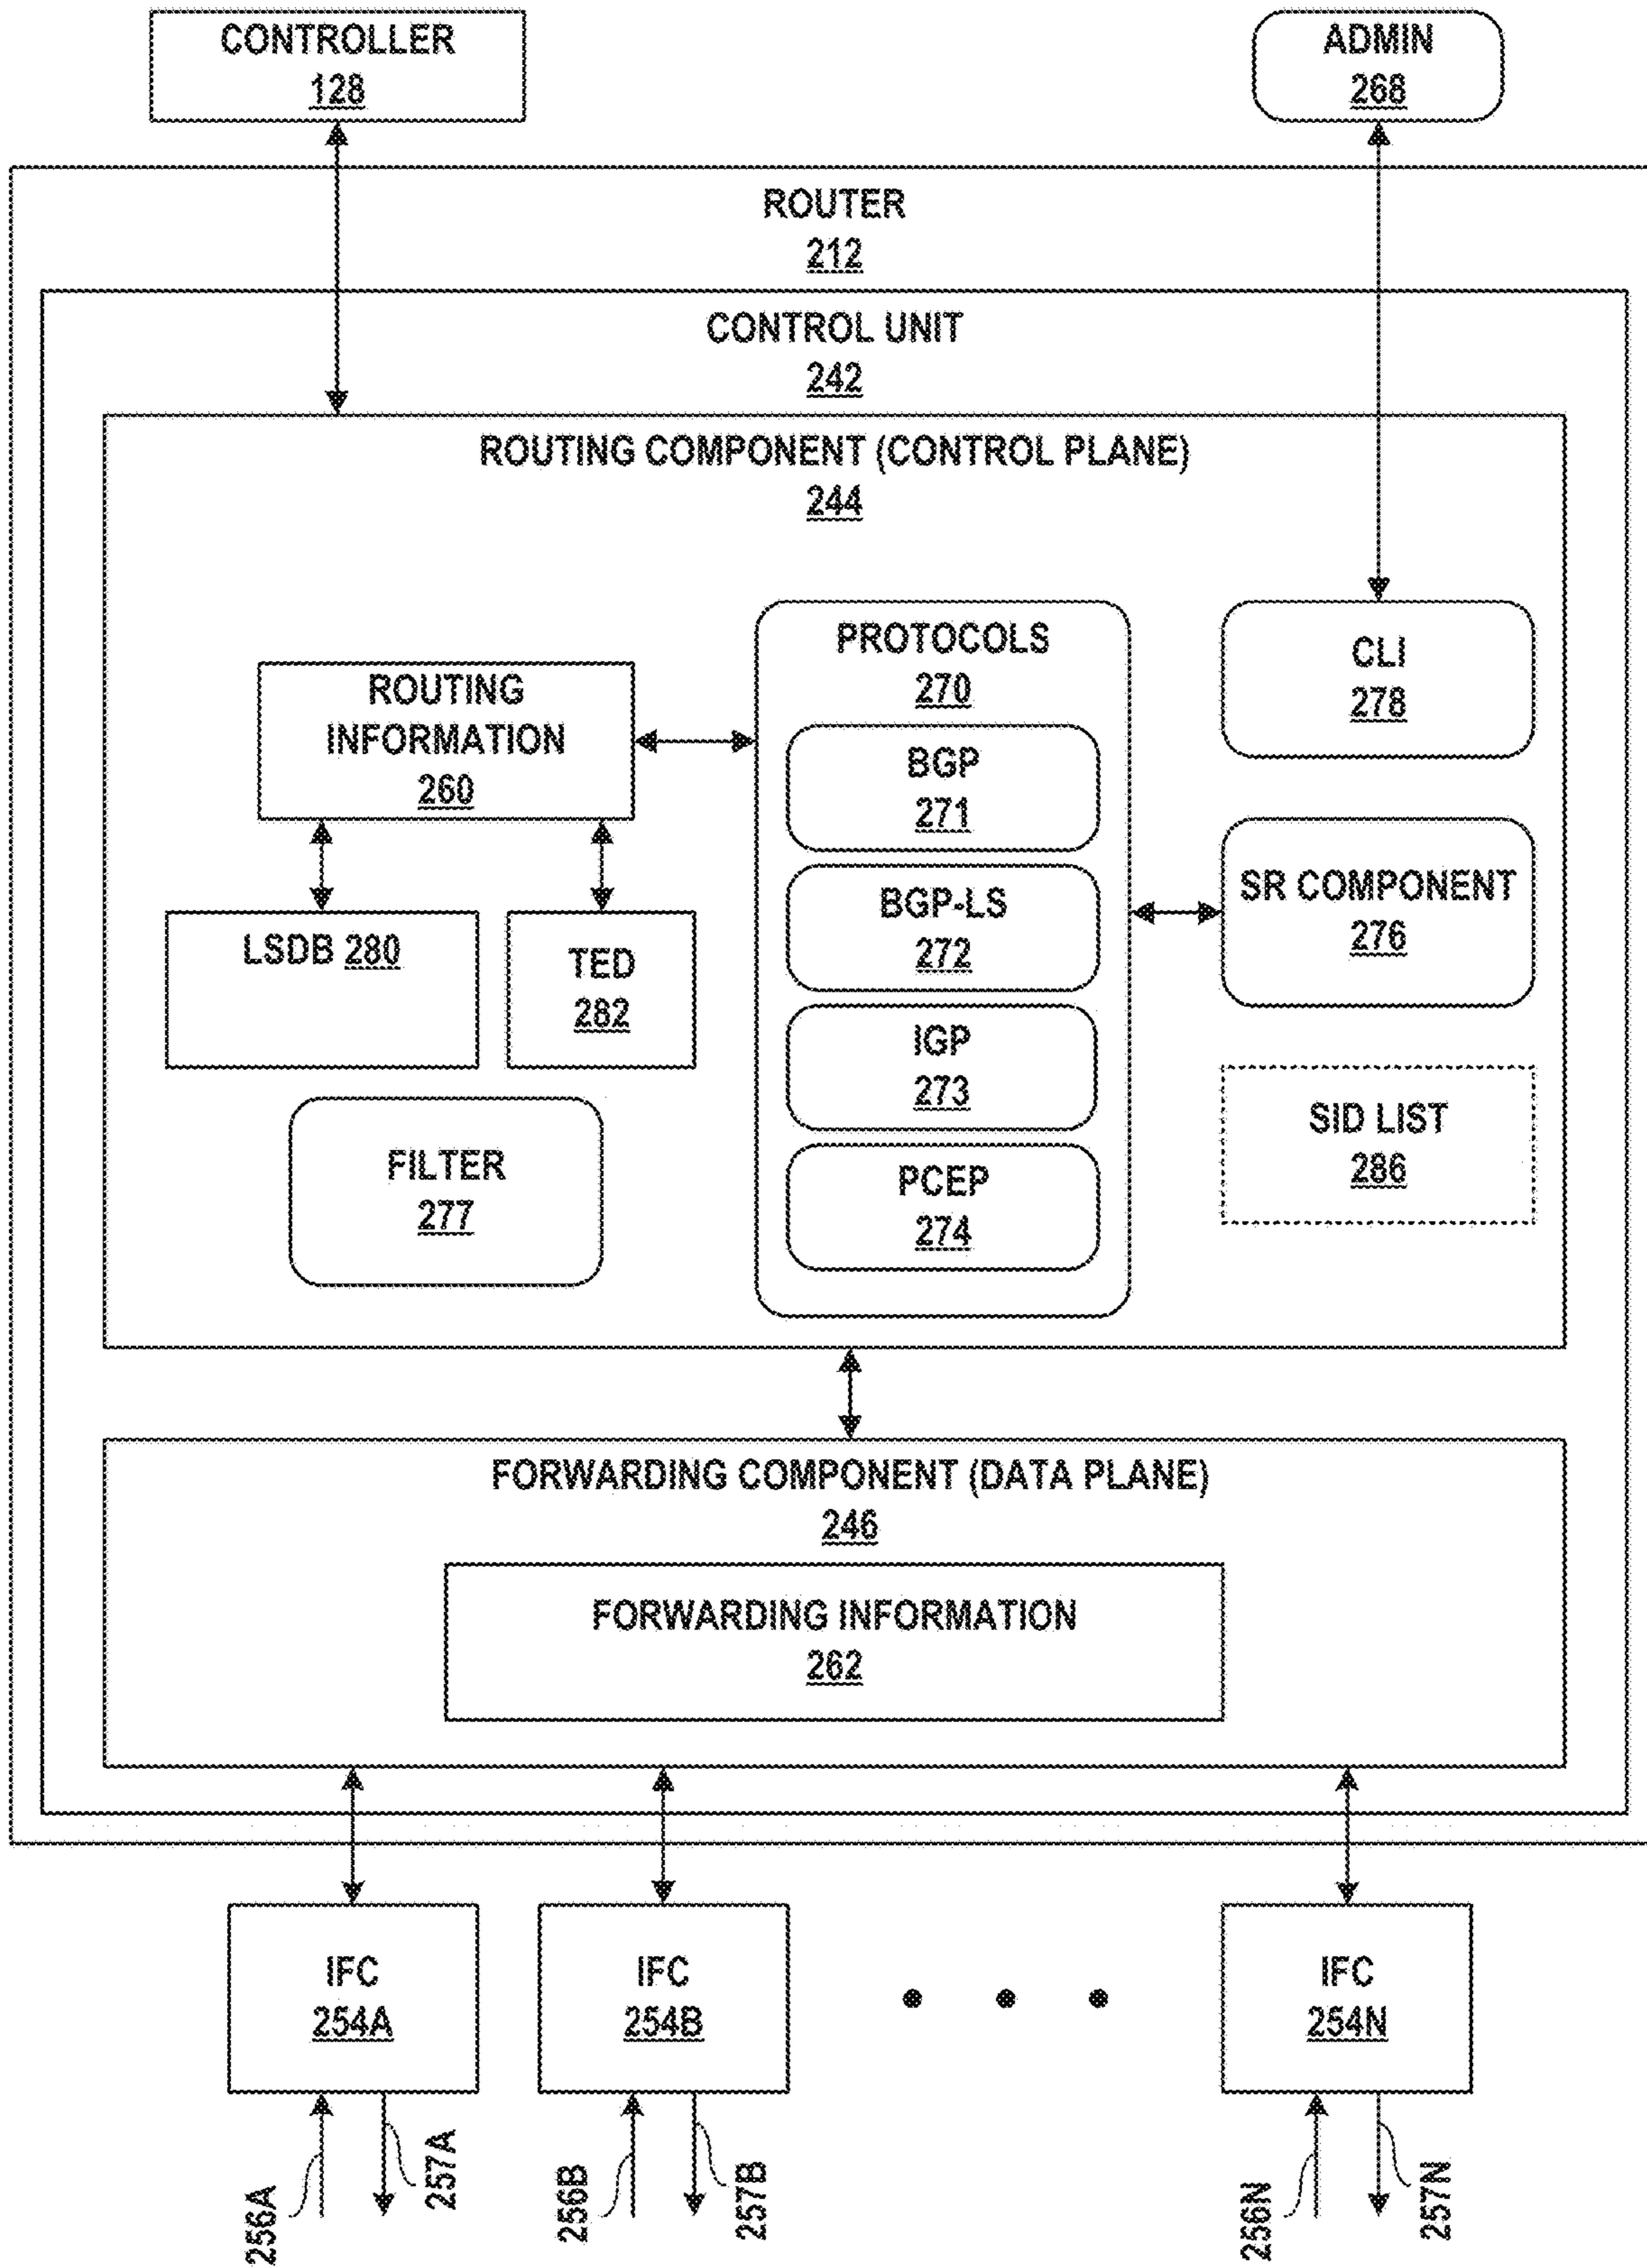 CONTROLLER
128
ADMIN
268
ROUTER
212
CONTROL UNIT
242
ROUTING COMPONENT (CONTROL PLANE)
244
ROUTING
INFORMATION
260
LSDB 280
TED
282
FILTER
277
PROTOCOLS
270
BGP
271
BGP-LS
272
IGP
273
PCEP
274
CLI
278
SR COMPONENT
276
SID LIST
286
FORWARDING COMPONENT (DATA PLANE)
246
FORWARDING INFORMATION
262
IFC
254A
IFC
254B
IFC
254N
256A
257A
256B
257B
256N
257N